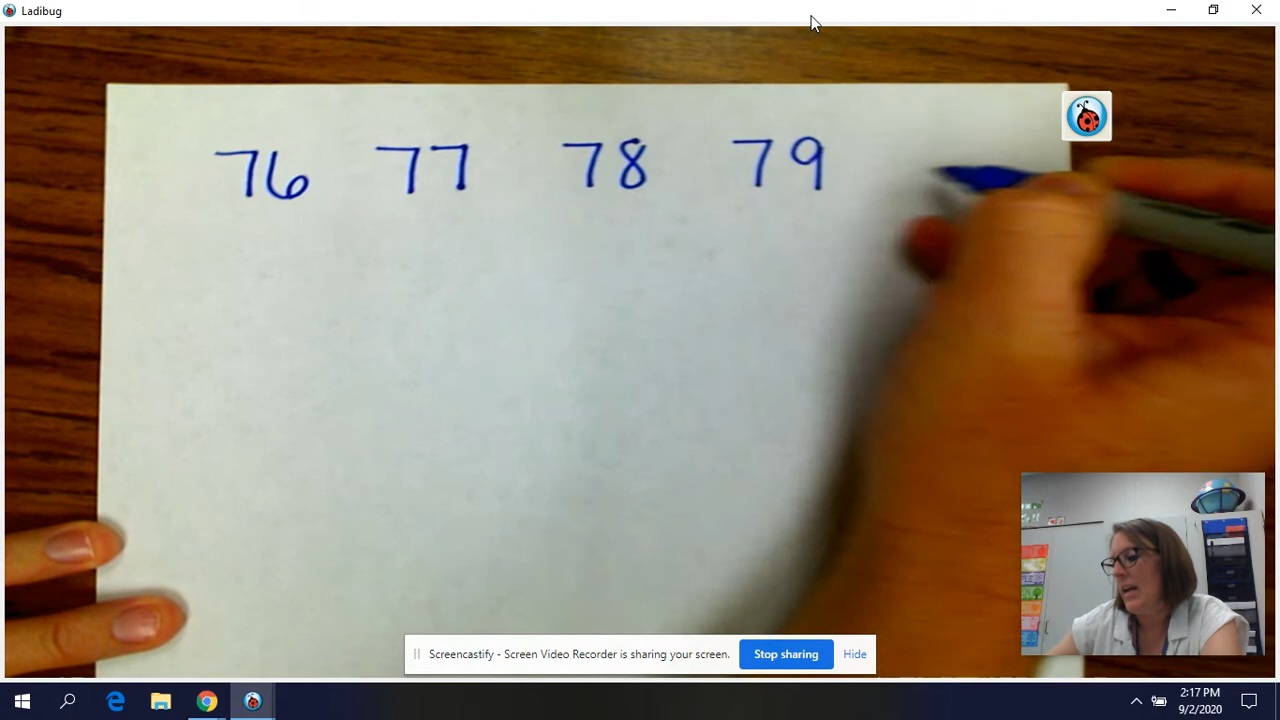 Ladibug
76 77 78 79
Screencastify - Screen Video Recorder is sharing your screen. Stop sharing Hide
2:17 PM
9/2/2020